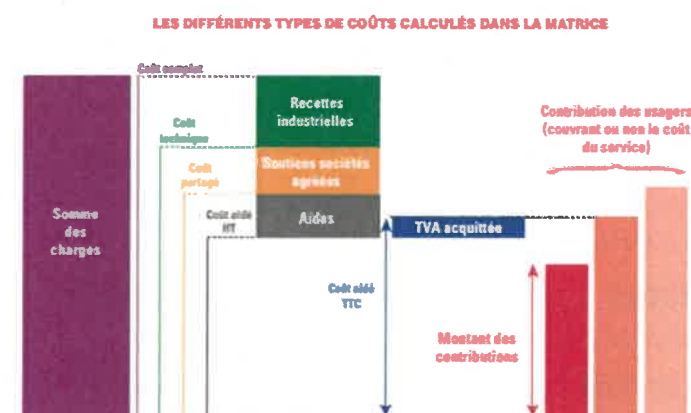 LES DIFFÉRENTS TYPES DE COÛTS CALCULÉS DANS LA MATRICE
Coût complet
Recettes
industrielles
Coût
technique
Contribution des usagers
(couvrant ou non le coût
du service)
Soutiens sociétés
agréées
Coût
partagé
Somme
des
charges
Coût aidé
HT
Aides
TVA acquittée
Coût aidé
TTC
Montant des
contributions